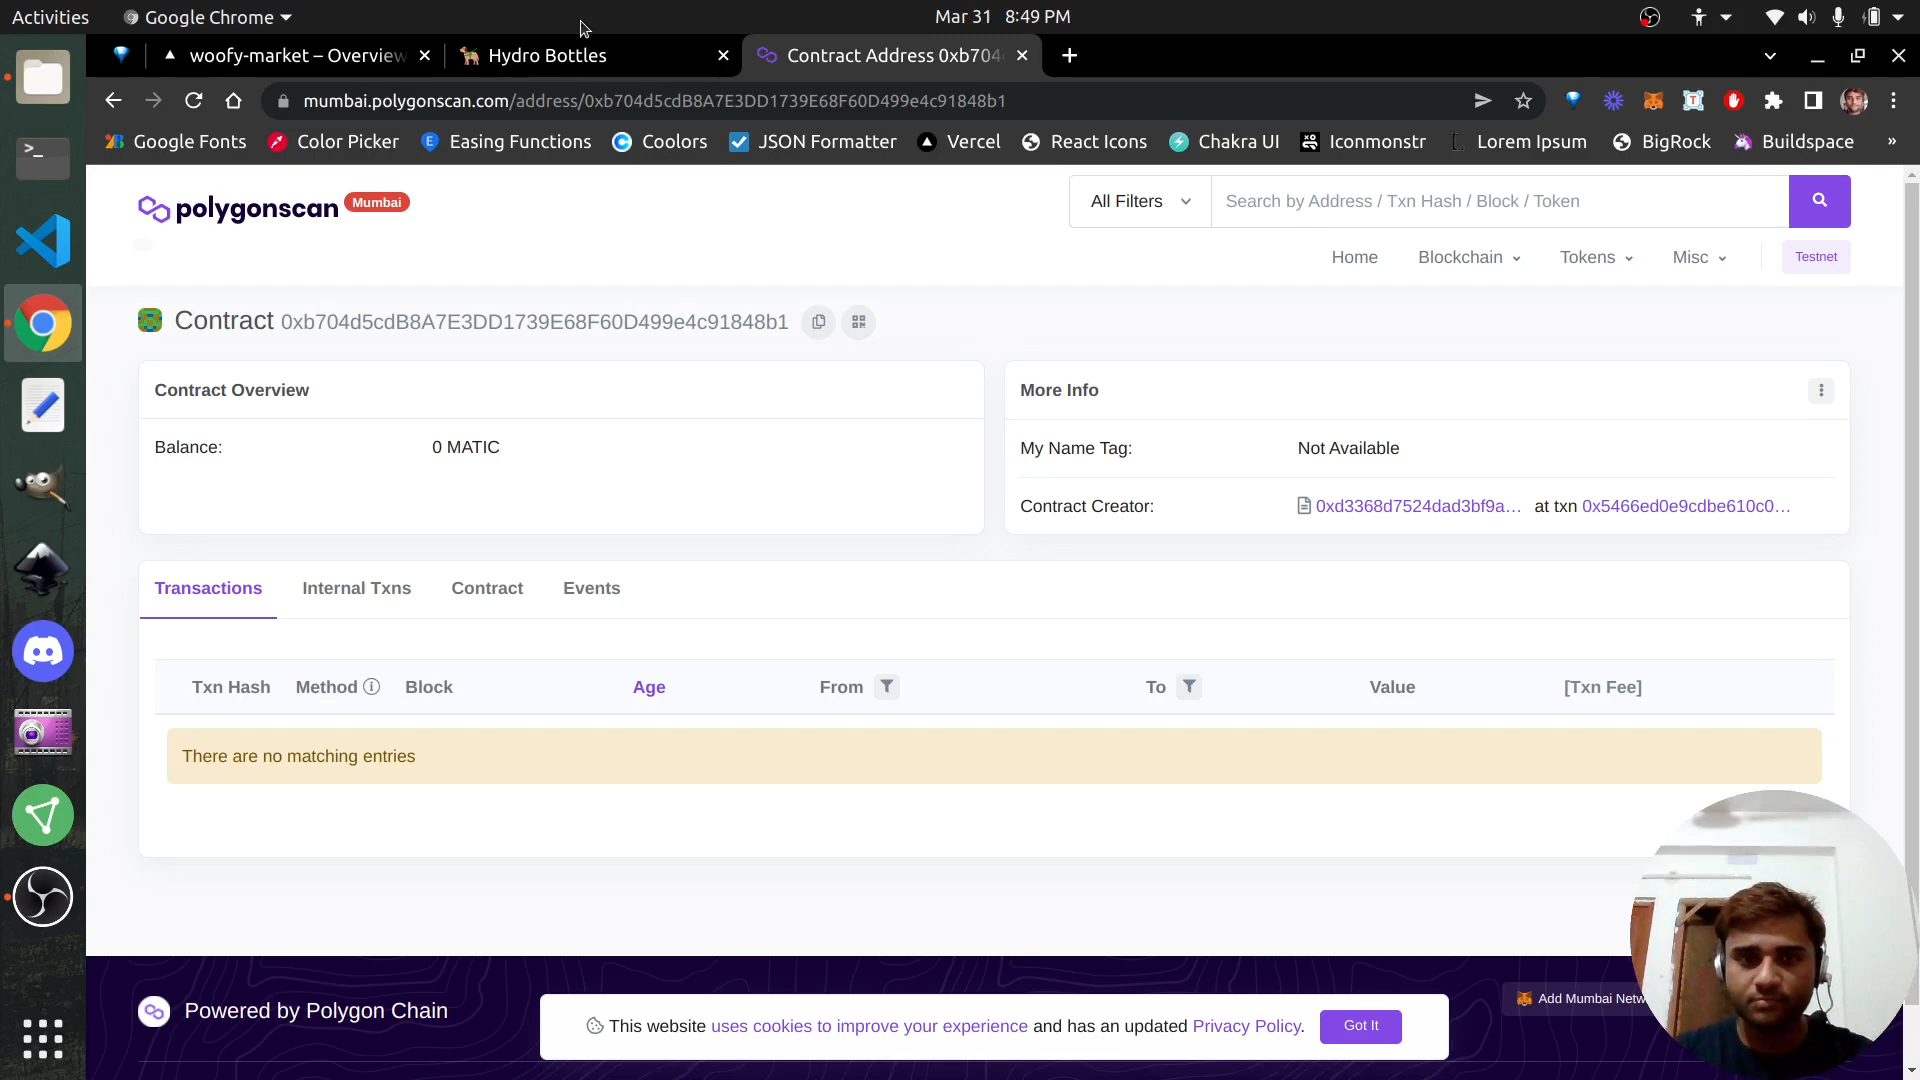 Activities
Google Chrome
Mar 31 8:49 PM
woofy-market – Overview
Hydro Bottles
Contract Address 0xb704
mumbai.polygonscan.com/address/0xb704d5cdB8A7E3DD1739E68F60D499e4c91848b1
Google Fonts
Color Picker
Easing Functions
Coolors
JSON Formatter
Vercel
React Icons
Chakra UI
Iconmonstr
Lorem Ipsum
BigRock
Buildspace
»
polygonscan
Mumbai
All Filters
Search by Address / Txn Hash / Block / Token
Home
Blockchain
Tokens
Misc
Testnet
Contract 0xb704d5cdB8A7E3DD1739E68F60D499e4c91848b1
Contract Overview
Balance:
0 MATIC
More Info
My Name Tag:
Not Available
Contract Creator:
0xd3368d7524dad3bf9a… at txn 0x5466ed0e9cdbe610c0…
Transactions
Internal Txns
Contract
Events
Txn Hash
Method
Block
Age
From
To
Value
[Txn Fee]
There are no matching entries
Powered by Polygon Chain
This website uses cookies to improve your experience and has an updated Privacy Policy.
Got It
Add Mumbai Netw